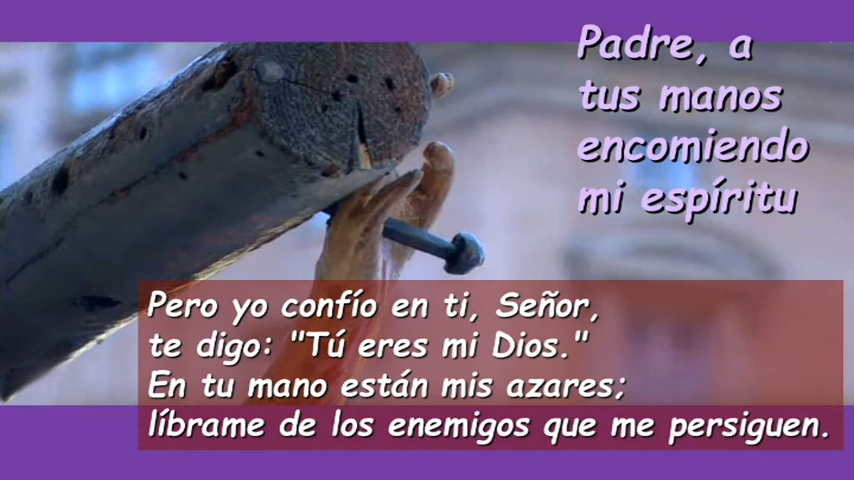 Padre, a
tus manos
encomiendo
mi espíritu
Pero yo confío en ti, Señor,
te digo: "Tú eres mi Dios."
En tu mano están mis azares;
líbrame de los enemigos que me persiguen.